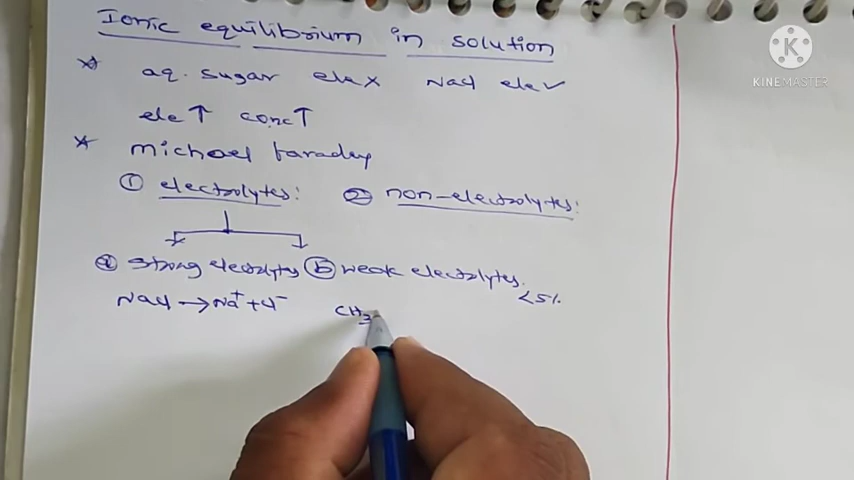 Ionic equilibrium in solution
* aq. sugar ele x NaCl ele ✓
ele ↑ conc ↑
* michael faraday
① electrolytes: ② non-electrolytes:
ⓐ strong electrolytes ⓑ weak electrolytes.
<5%
NaCl → Na⁺ + Cl⁻ CH₃
K
KINEMASTER